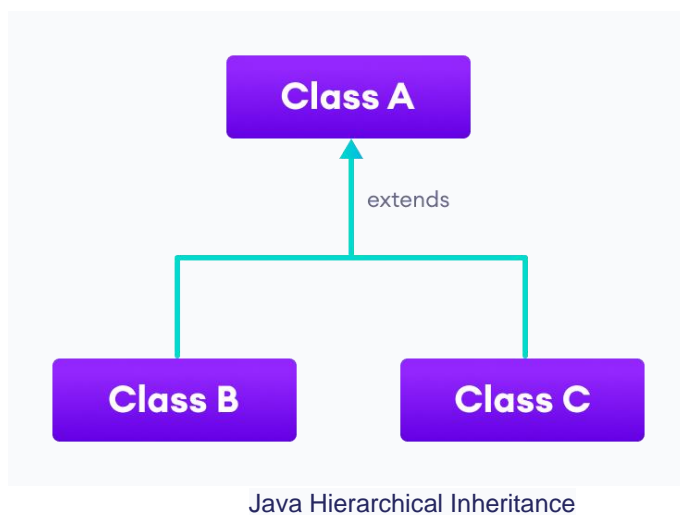 Class A
extends
Class B
Class C
Java Hierarchical Inheritance